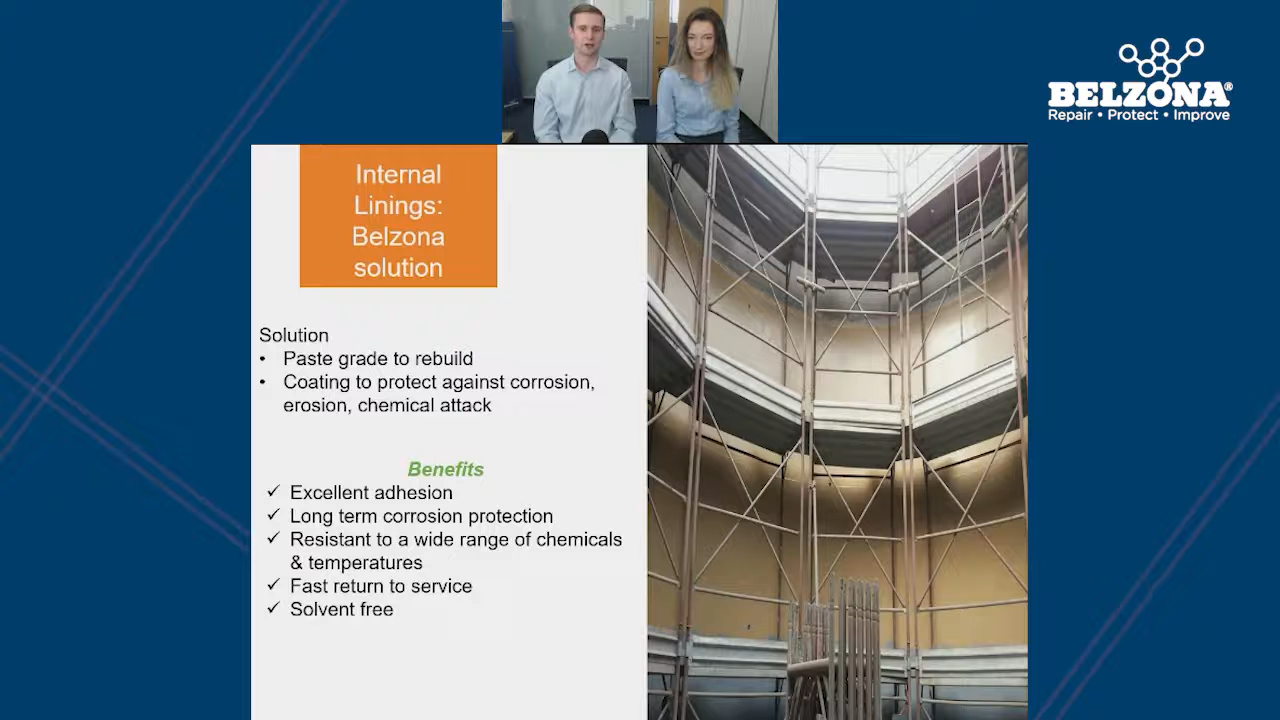 BELZONA®
Repair • Protect • Improve
Internal
Linings:
Belzona
solution
Solution
• Paste grade to rebuild
• Coating to protect against corrosion,
erosion, chemical attack
Benefits
✓ Excellent adhesion
✓ Long term corrosion protection
✓ Resistant to a wide range of chemicals
& temperatures
✓ Fast return to service
✓ Solvent free